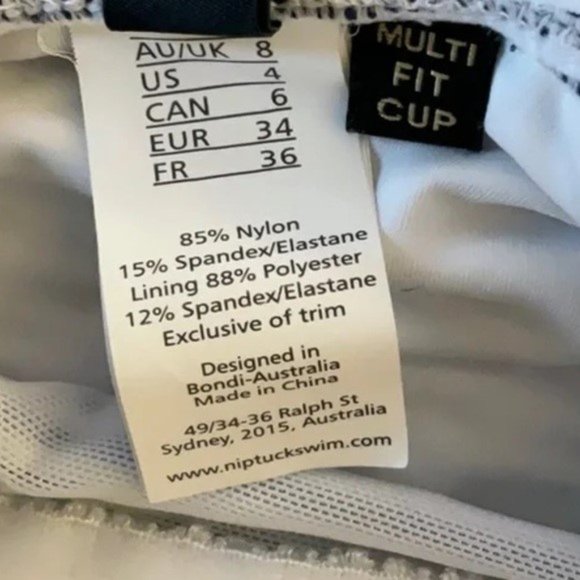 AU/UK 8
US 4
CAN 6
EUR 34
FR 36
MULTI
FIT
CUP
85% Nylon
15% Spandex/Elastane
Lining 88% Polyester
12% Spandex/Elastane
Exclusive of trim
Designed in
Bondi-Australia
Made in China
49/34-36 Ralph St
Sydney, 2015, Australia
www.niptuckswim.com